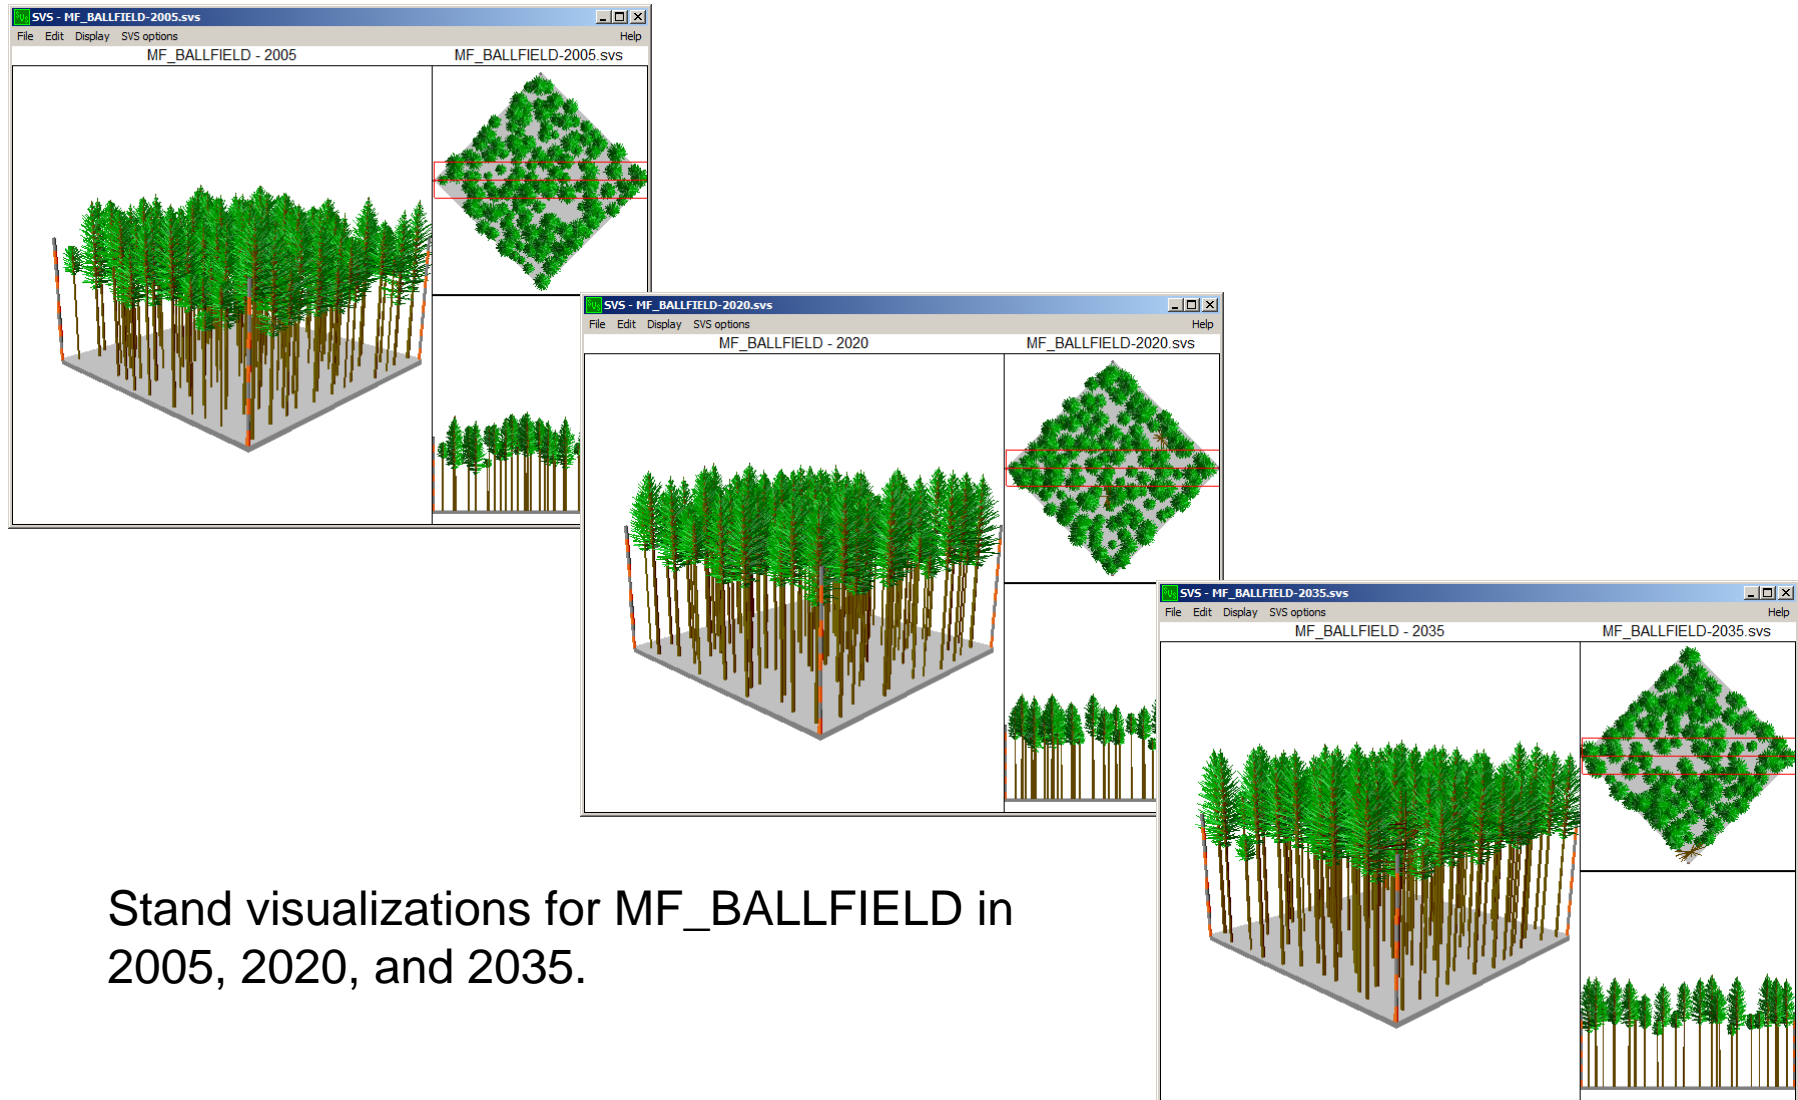 SVS - MF_BALLFIELD-2005.svs
File Edit Display SVS options Help
MF_BALLFIELD - 2005 MF_BALLFIELD-2005.svs
SVS - MF_BALLFIELD-2020.svs
File Edit Display SVS options Help
MF_BALLFIELD - 2020 MF_BALLFIELD-2020.svs
SVS - MF_BALLFIELD-2035.svs
File Edit Display SVS options Help
MF_BALLFIELD - 2035 MF_BALLFIELD-2035.svs
Stand visualizations for MF_BALLFIELD in
2005, 2020, and 2035.